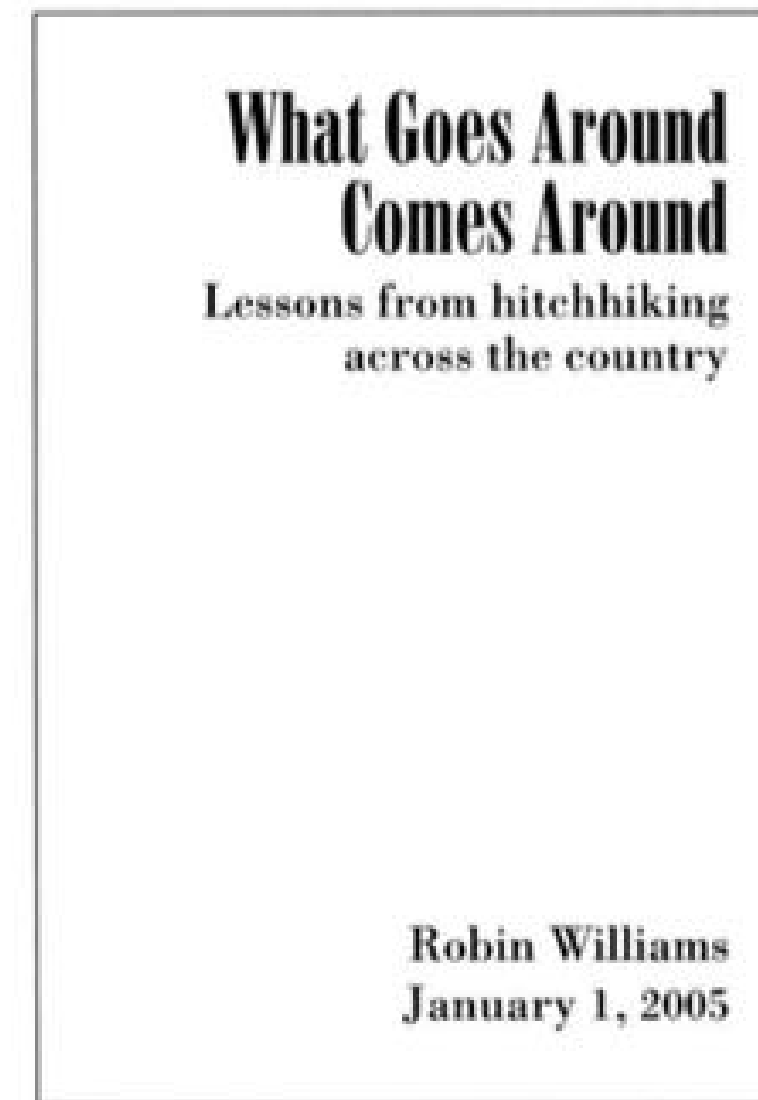 What Goes Around
Comes Around
Lessons from hitchhiking
across the country
Robin Williams
January 1, 2005